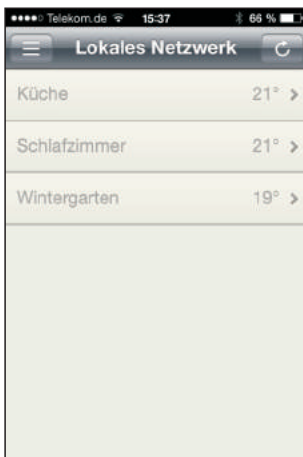 Telekom.de 15:37 66 %
Lokales Netzwerk
Küche 21° >
Schlafzimmer 21° >
Wintergarten 19° >